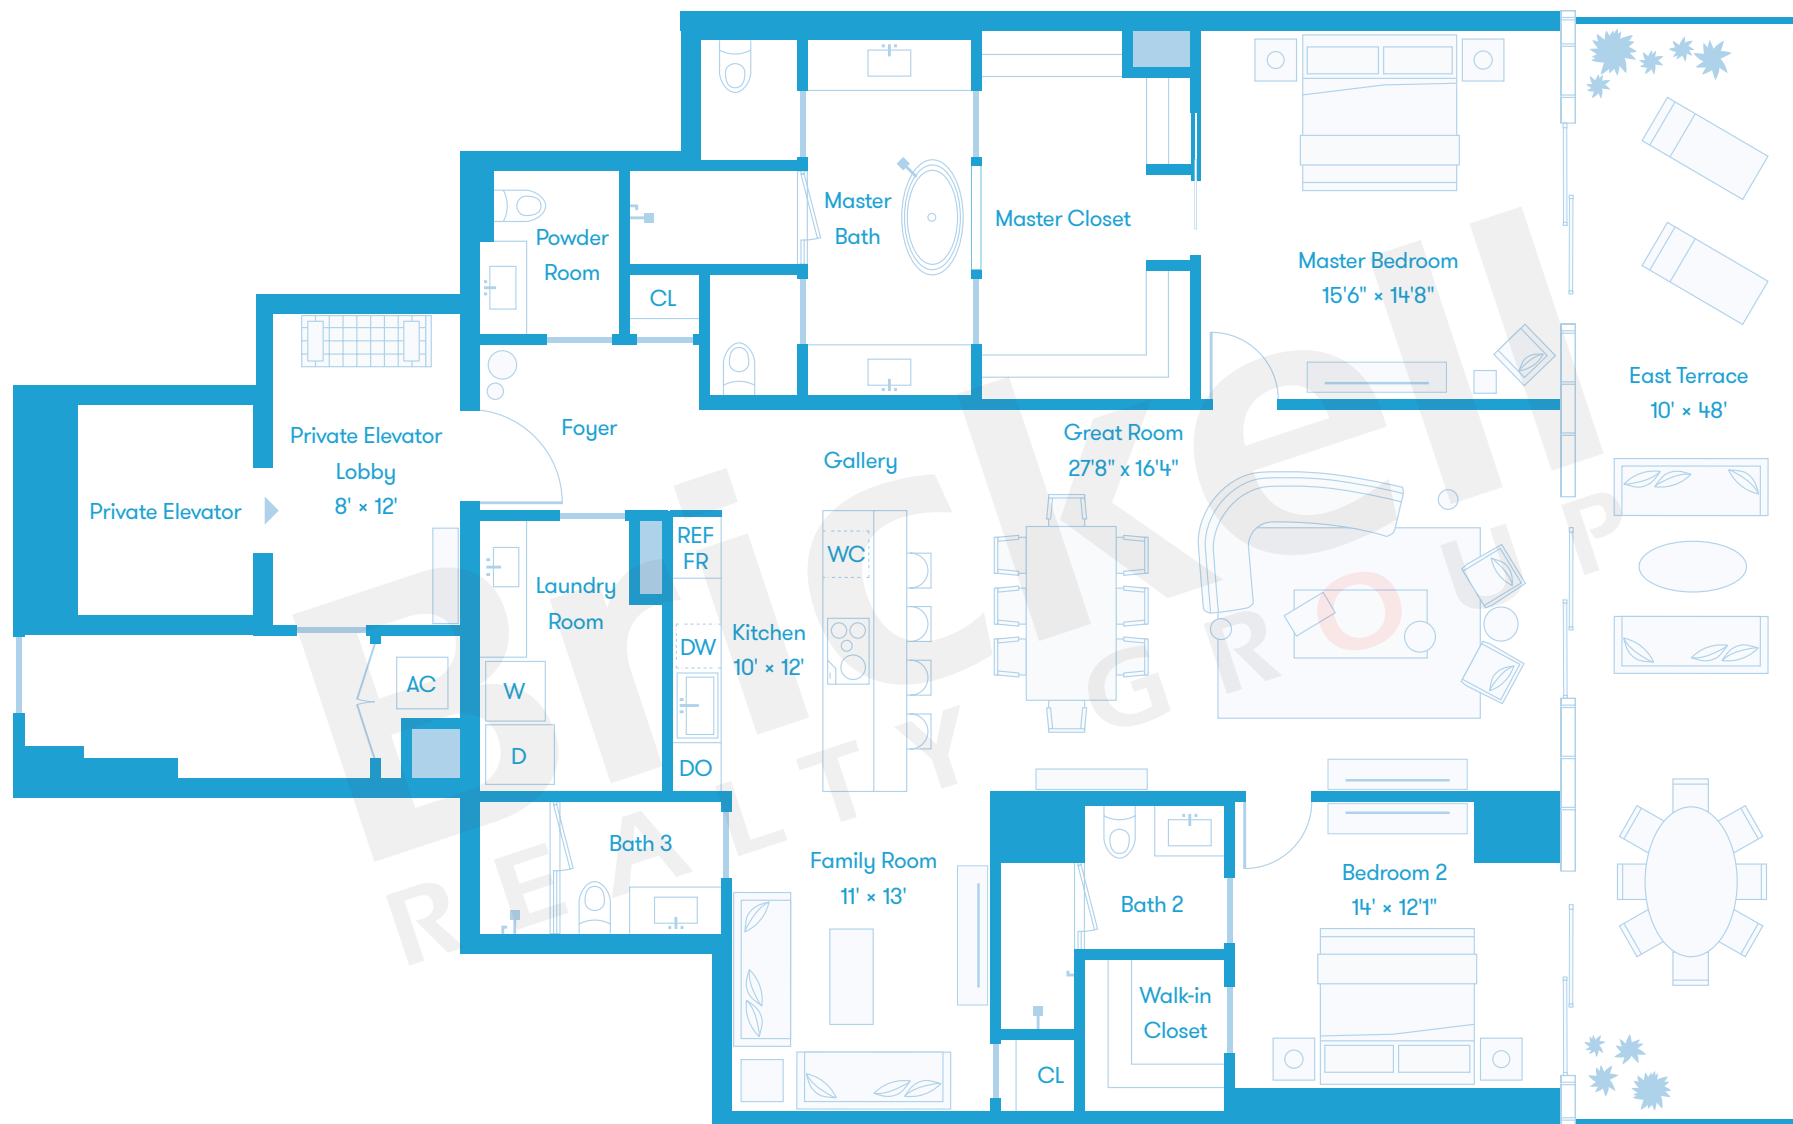 Master
Bath
Master Closet
Powder
Room
CL
Master Bedroom
15'6" × 14'8"
East Terrace
10' × 48'
Private Elevator
Lobby
8' × 12'
Private Elevator
Foyer
Gallery
Great Room
27'8" x 16'4"
REF
FR
WC
Laundry
Room
Kitchen
10' × 12'
DW
AC
W
D
DO
Bath 3
Family Room
11' × 13'
Bath 2
Bedroom 2
14' × 12'1"
Walk-in
Closet
CL
Brickell
REALTY GROUP